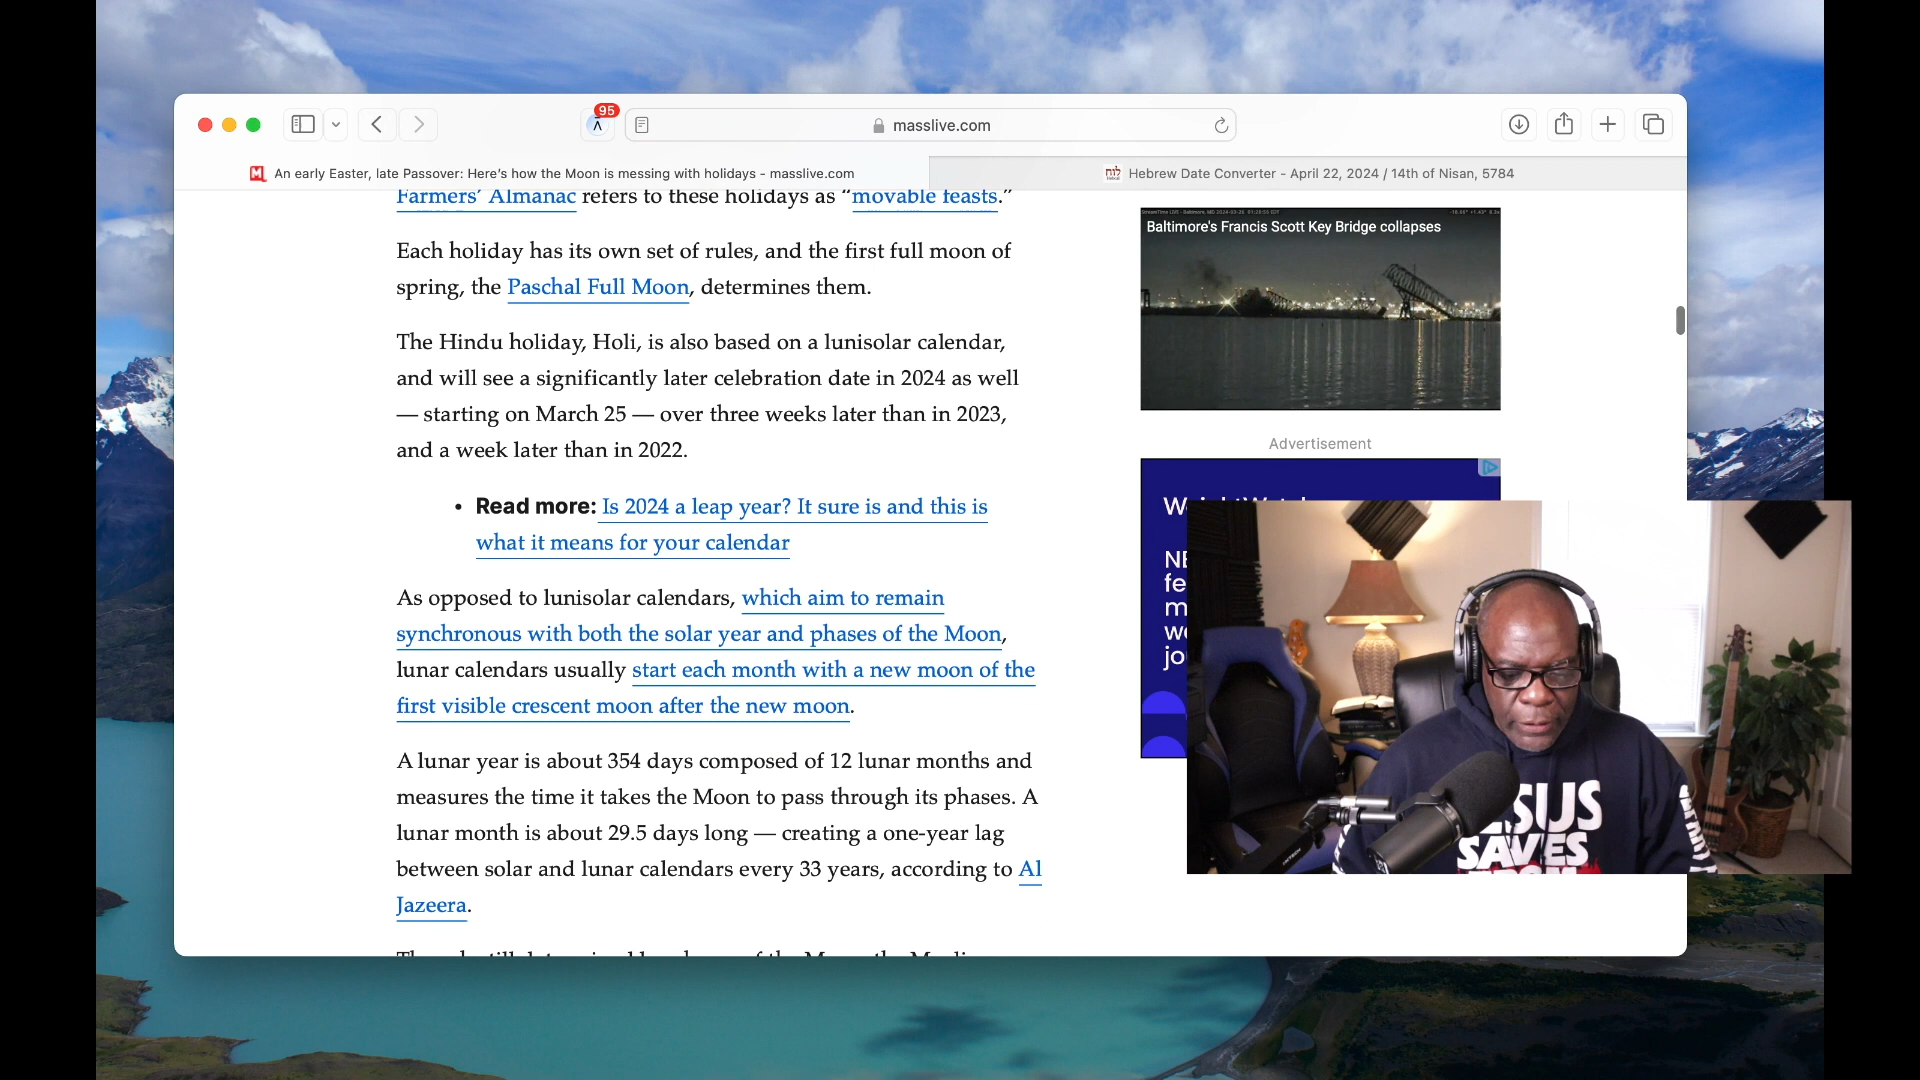 95
masslive.com
An early Easter, late Passover: Here's how the Moon is messing with holidays - masslive.com
Hebrew Date Converter - April 22, 2024 / 14th of Nisan, 5784
Farmers' Almanac refers to these holidays as “movable feasts.”
Each holiday has its own set of rules, and the first full moon of
spring, the Paschal Full Moon, determines them.
The Hindu holiday, Holi, is also based on a lunisolar calendar,
and will see a significantly later celebration date in 2024 as well
— starting on March 25 — over three weeks later than in 2023,
and a week later than in 2022.
• Read more: Is 2024 a leap year? It sure is and this is
what it means for your calendar
As opposed to lunisolar calendars, which aim to remain
synchronous with both the solar year and phases of the Moon,
lunar calendars usually start each month with a new moon of the
first visible crescent moon after the new moon.
A lunar year is about 354 days composed of 12 lunar months and
measures the time it takes the Moon to pass through its phases. A
lunar month is about 29.5 days long — creating a one-year lag
between solar and lunar calendars every 33 years, according to Al
Jazeera.
Baltimore's Francis Scott Key Bridge collapses
Advertisement
SAVES